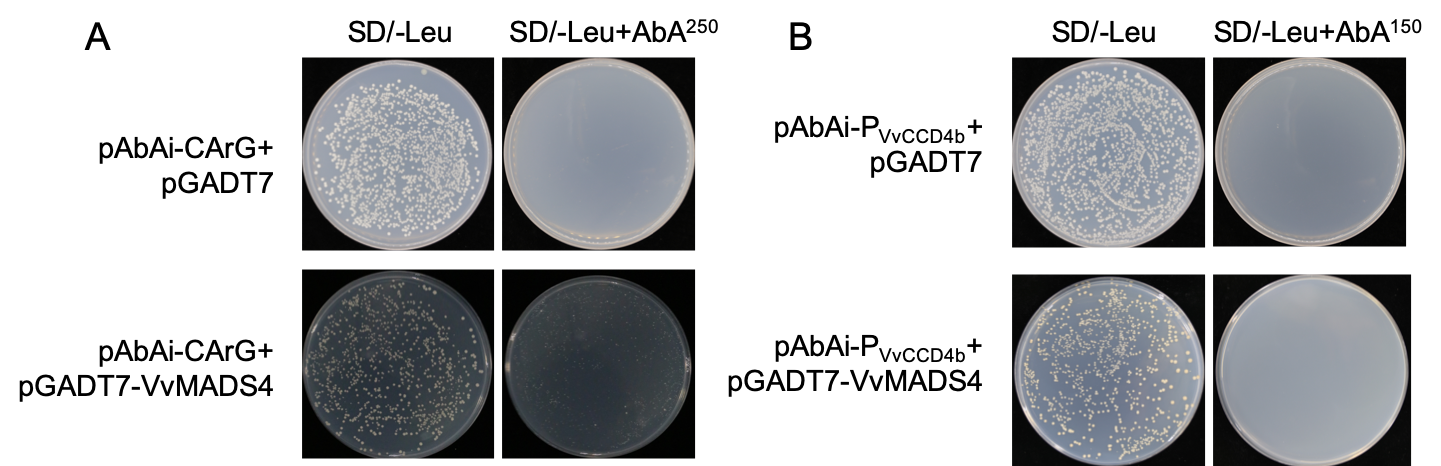 A
SD/-Leu
SD/-Leu+AbA²⁵⁰
pAbAi-CArG+
pGADT7
pAbAi-CArG+
pGADT7-VvMADS4
B
SD/-Leu
SD/-Leu+AbA¹⁵⁰
pAbAi-PVvCCD4b+
pGADT7
pAbAi-PVvCCD4b+
pGADT7-VvMADS4